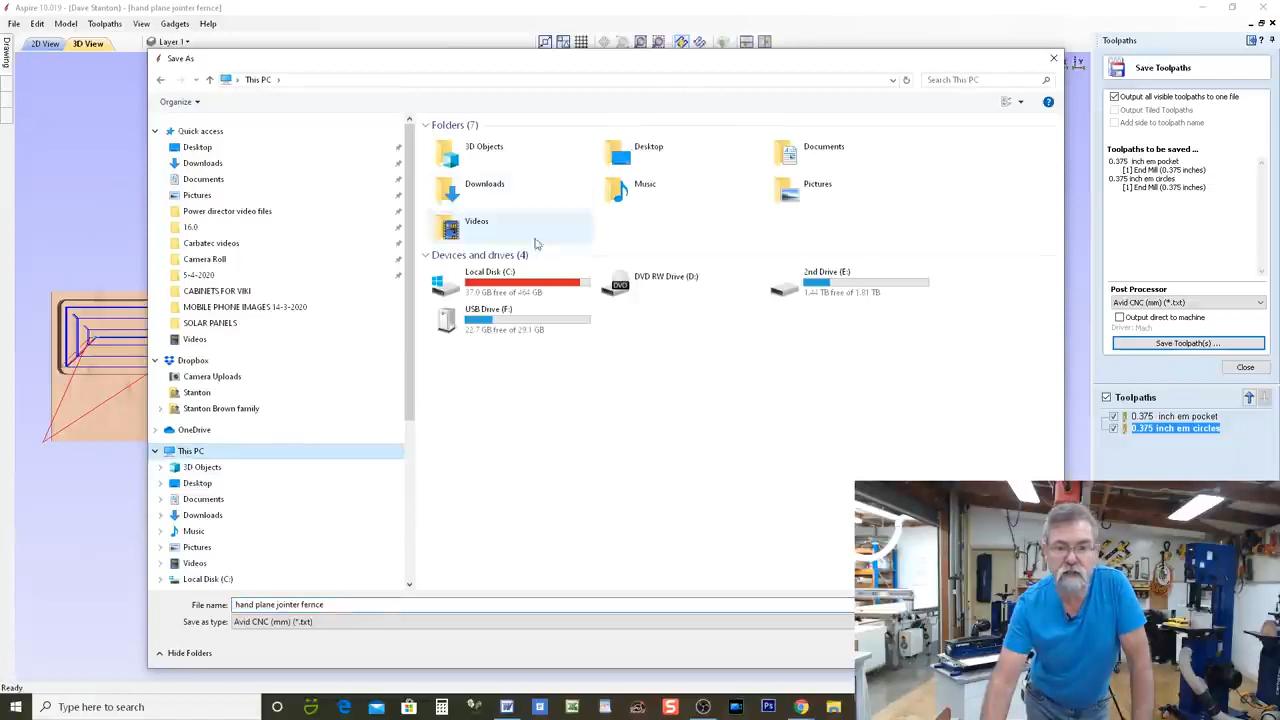 Aspire 10.019 - {Dave Stanton} - [hand plane jointer fernce]
File Edit Model Toolpaths View Gadgets Help
2D View 3D View Layer 1
Drawing
Save As
This PC
Search This PC
Organize
Quick access
Desktop
Downloads
Documents
Pictures
Power director video files
16.0
Carbatec videos
Camera Roll
5-4-2020
CABINETS FOR VIKI
MOBILE PHONE IMAGES 14-3-2020
SOLAR PANELS
Videos
Dropbox
Camera Uploads
Stanton
Stanton Brown family
OneDrive
This PC
3D Objects
Desktop
Documents
Downloads
Music
Pictures
Videos
Local Disk (C:)
Folders (7)
3D Objects
Desktop
Documents
Downloads
Music
Pictures
Videos
Devices and drives (4)
Local Disk (C:)
37.0 GB free of 464 GB
DVD RW Drive (D:)
DVD
2nd Drive (E:)
1.44 TB free of 1.81 TB
USB Drive (F:)
22.7 GB free of 29.1 GB
File name: hand plane jointer fernce
Save as type: Avid CNC (mm) (*.txt)
Hide Folders
Toolpaths
Save Toolpaths
Output all visible toolpaths to one file
Output Tiled Toolpaths
Add side to toolpath name
Toolpaths to be saved ...
0.375 inch em pocket
[1] End Mill (0.375 inches)
0.375 inch em circles
[1] End Mill (0.375 inches)
Post Processor
Avid CNC (mm) (*.txt)
Output direct to machine
Driver: Mach
Save Toolpath(s) ...
Close
Toolpaths
0.375 inch em pocket
0.375 inch em circles
Ready
Type here to search